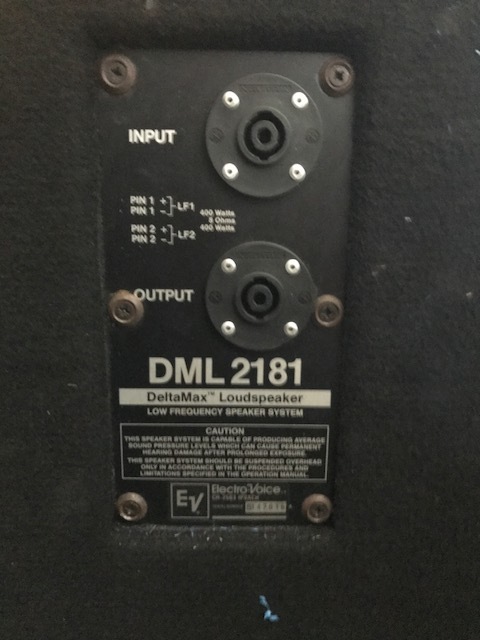 INPUT
PIN 1 +
PIN 1 -
LF1
400 Watts
8 Ohms
400 Watts
PIN 2 +
PIN 2 -
LF2
OUTPUT
DML 2181
DeltaMax™ Loudspeaker
LOW FREQUENCY SPEAKER SYSTEM
CAUTION
THIS SPEAKER SYSTEM IS CAPABLE OF PRODUCING AVERAGE
SOUND PRESSURE LEVELS WHICH CAN CAUSE PERMANENT
HEARING DAMAGE AFTER PROLONGED EXPOSURE.
THIS SPEAKER SYSTEM SHOULD BE SUSPENDED OVERHEAD
ONLY IN ACCORDANCE WITH THE PROCEDURES AND
LIMITATIONS SPECIFIED IN THE OPERATION MANUAL.
EV
Electro-Voice